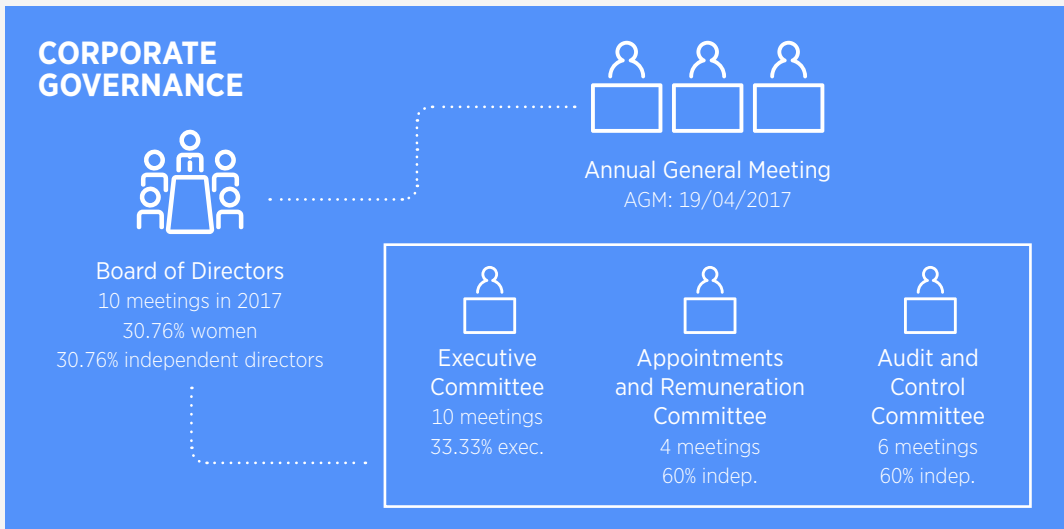 CORPORATE
GOVERNANCE
Annual General Meeting
AGM: 19/04/2017
Board of Directors
10 meetings in 2017
30.76% women
30.76% independent directors
Executive
Committee
10 meetings
33.33% exec.
Appointments
and Remuneration
Committee
4 meetings
60% indep.
Audit and
Control
Committee
6 meetings
60% indep.